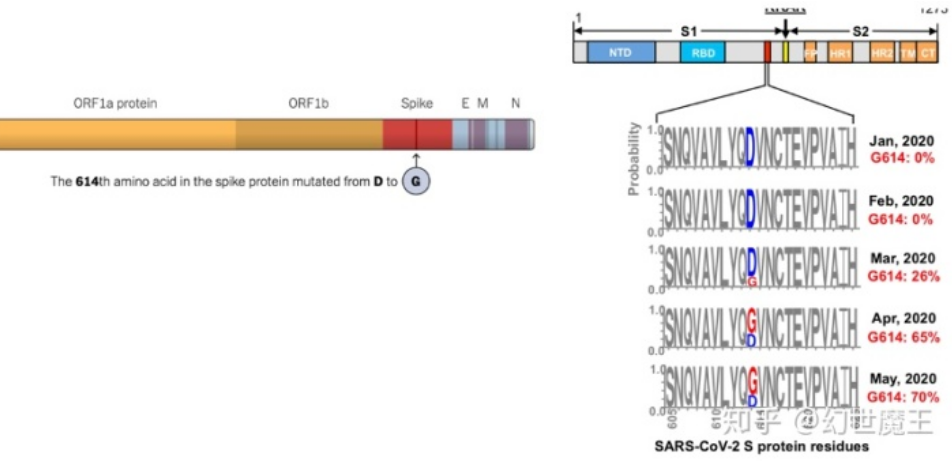 ORF1a protein ORF1b Spike E M N
The 614th amino acid in the spike protein mutated from D to G
1
S1 S2
NTD RBD FP HR1 HR2 TM CT
Probability
1.0 SNQVAVLYQDVNCTEVPVAIH Jan, 2020
0.0 G614: 0%
1.0 SNQVAVLYQDVNCTEVPVAIH Feb, 2020
0.0 G614: 0%
1.0 SNQVAVLYQDVNCTEVPVAIH Mar, 2020
G
0.0 G614: 26%
1.0 SNQVAVLYQGVNCTEVPVAIH Apr, 2020
D
0.0 G614: 65%
1.0 SNQVAVLYQGVNCTEVPVAIH May, 2020
D
0.0 G614: 70%
605 610
知乎 @幻世魔王
SARS-CoV-2 S protein residues